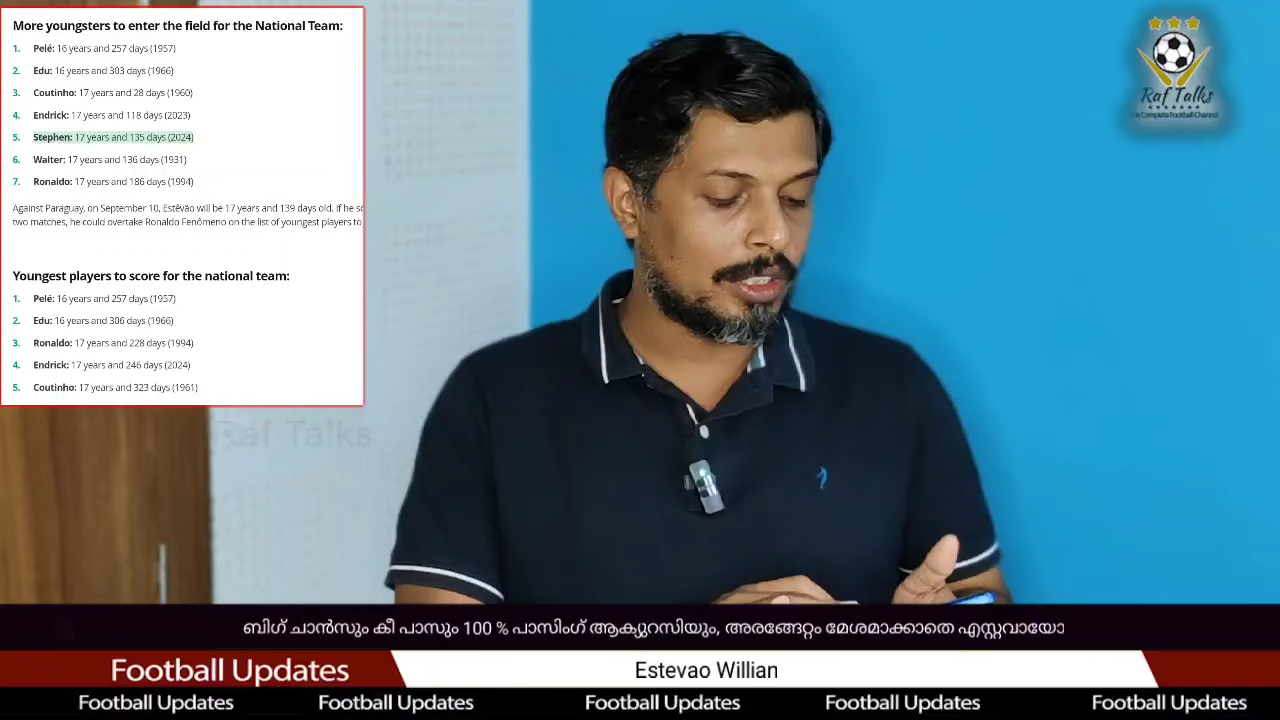 More youngsters to enter the field for the National Team:
1. Pelé: 16 years and 257 days (1957)
2. Edu: 16 years and 303 days (1966)
3. Coutinho: 17 years and 28 days (1960)
4. Endrick: 17 years and 118 days (2023)
5. Stephen: 17 years and 135 days (2024)
6. Walter: 17 years and 136 days (1931)
7. Ronaldo: 17 years and 186 days (1994)
Against Paraguay, on September 10, Estêvão will be 17 years and 139 days old. If he
two matches, he could overtake Ronaldo Fenômeno on the list of youngest players to
Youngest players to score for the national team:
1. Pelé: 16 years and 257 days (1957)
2. Edu: 16 years and 306 days (1966)
3. Ronaldo: 17 years and 228 days (1994)
4. Endrick: 17 years and 246 days (2024)
5. Coutinho: 17 years and 323 days (1961)
Raf Talks
The Complete Football Channel
Raf Talks
ബിഗ് ചാൻസും കീ പാസും 100 % പാസിംഗ് ആക്യുറസിയും, അരങ്ങേറ്റം മേശമാക്കാതെ എസ്റ്റവായോ
Football Updates
Estevao Willian
Football Updates Football Updates Football Updates Football Updates Football Updates